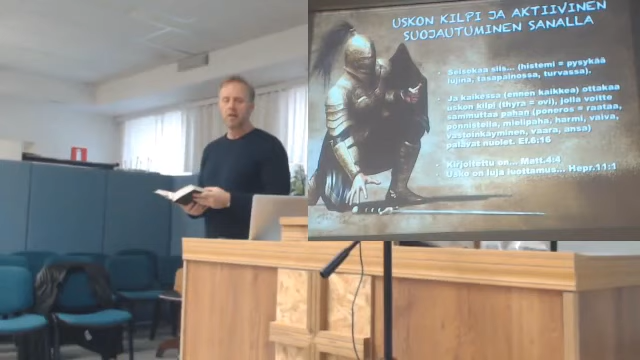 USKON KILPI JA AKTIIVINEN
SUOJAUTUMINEN SANALLA
Seisokaa siis... (histemi = pysykää
lujina, tasapainossa, turvassa).
Ja kaikessa (ennen kaikkea) ottakaa
uskon kilpi (thyra = ovi), jolla voitte
sammuttaa pahan (poneros = rahaa,
ponnistella, mielipaha, harmi, vaiva,
vastoinkäyminen, vaara, ansa)
palavat nuolet. Ef.6:16
Kirjoitettu on... Matt.4:4
Usko on luja luottamus... Hepr.11:1